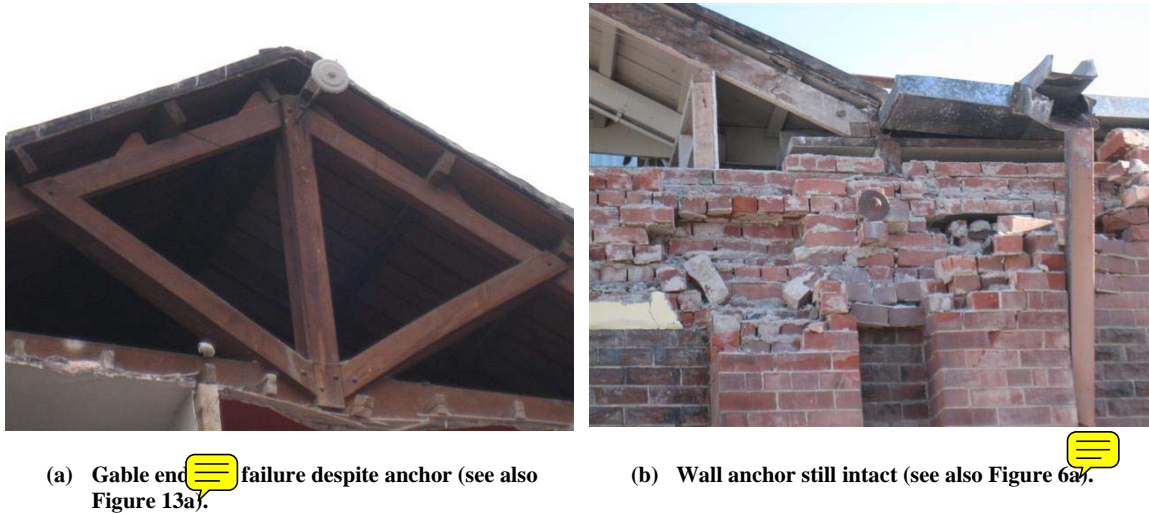 (a) Gable end failure despite anchor (see also
Figure 13a).
(b) Wall anchor still intact (see also Figure 6a).